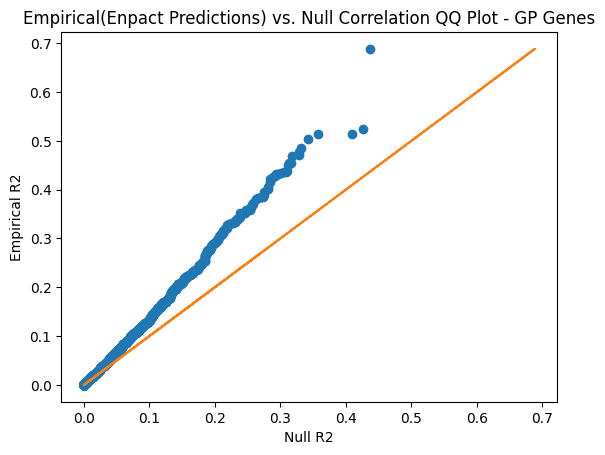 Empirical(Enpact Predictions) vs. Null Correlation QQ Plot - GP Genes
0.7
0.6
0.5
0.4
0.3
0.2
0.1
0.0
Empirical R2
0.0 0.1 0.2 0.3 0.4 0.5 0.6 0.7
Null R2